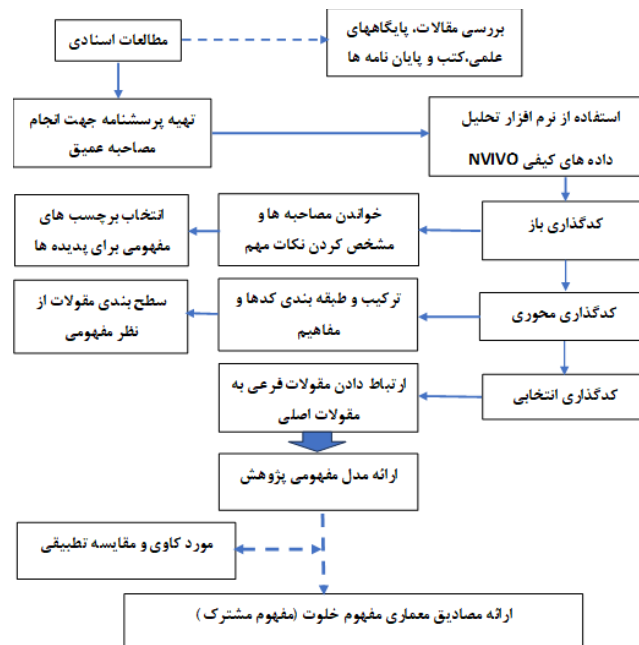 مطالعات اسنادی
بررسی مقالات، پایگاههای
علمی،کتب و پایان نامه ها
تهیه پرسشنامه جهت انجام
مصاحبه عمیق
استفاده از نرم افزار تحلیل
داده های کیفی NVIVO
کدگذاری باز
خواندن مصاحبه ها و
مشخص کردن نکات مهم
انتخاب برچسب های
مفهومی برای پدیده ها
کدگذاری محوری
ترکیب و طبقه بندی کدها و
مفاهیم
سطح بندی مقولات از
نظر مفهومی
کدگذاری انتخابی
ارتباط دادن مقولات فرعی به
مقولات اصلی
ارائه مدل مفهومی پژوهش
مورد کاوی و مقایسه تطبیقی
ارائه مصادیق معماری مفهوم خلوت (مفهوم مشترک )